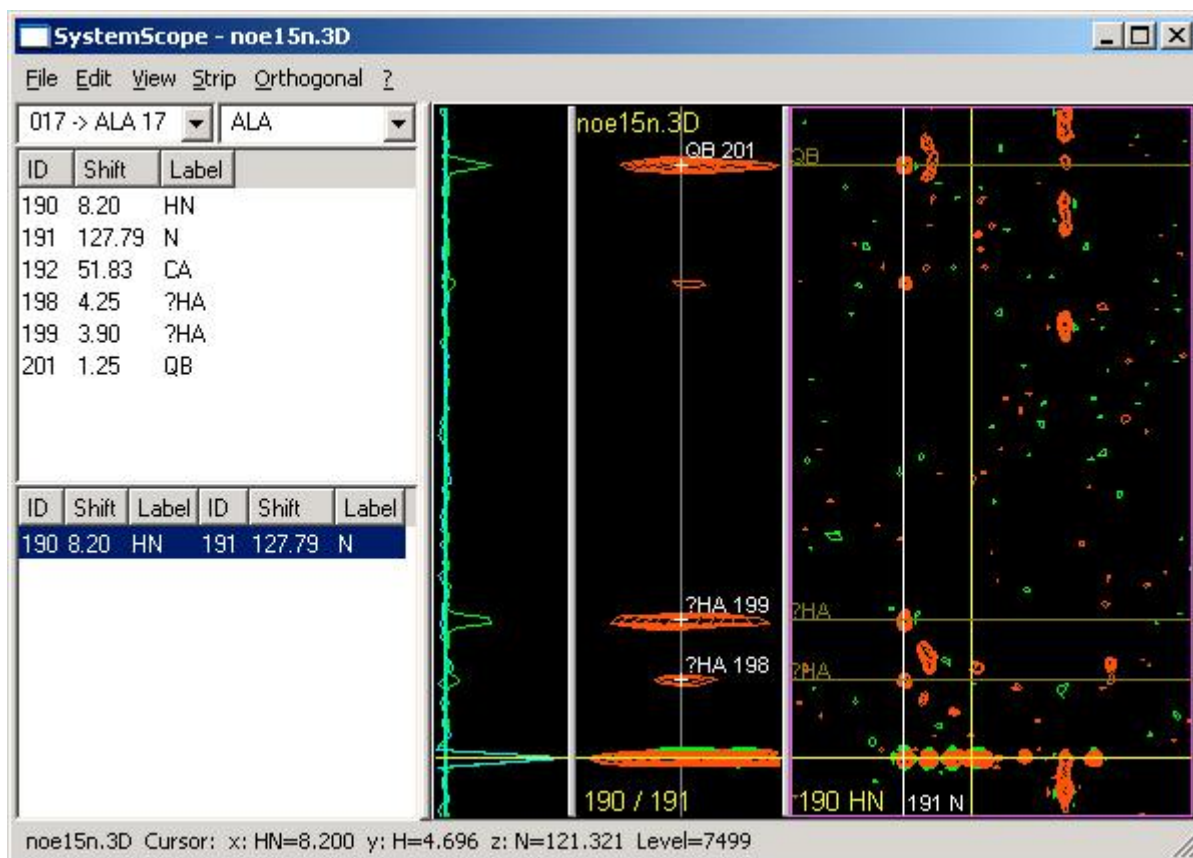 SystemScope - noe15n.3D
File Edit View Strip Orthogonal ?
017 -> ALA 17 ALA
ID Shift Label
190 8.20 HN
191 127.79 N
192 51.83 CA
198 4.25 ?HA
199 3.90 ?HA
201 1.25 QB
ID Shift Label ID Shift Label
190 8.20 HN 191 127.79 N
noe15n.3D
QB 201
?HA 199
?HA 198
190 / 191
QB
?HA
?HA
190 HN 191 N
noe15n.3D Cursor: x: HN=8.200 y: H=4.696 z: N=121.321 Level=7499